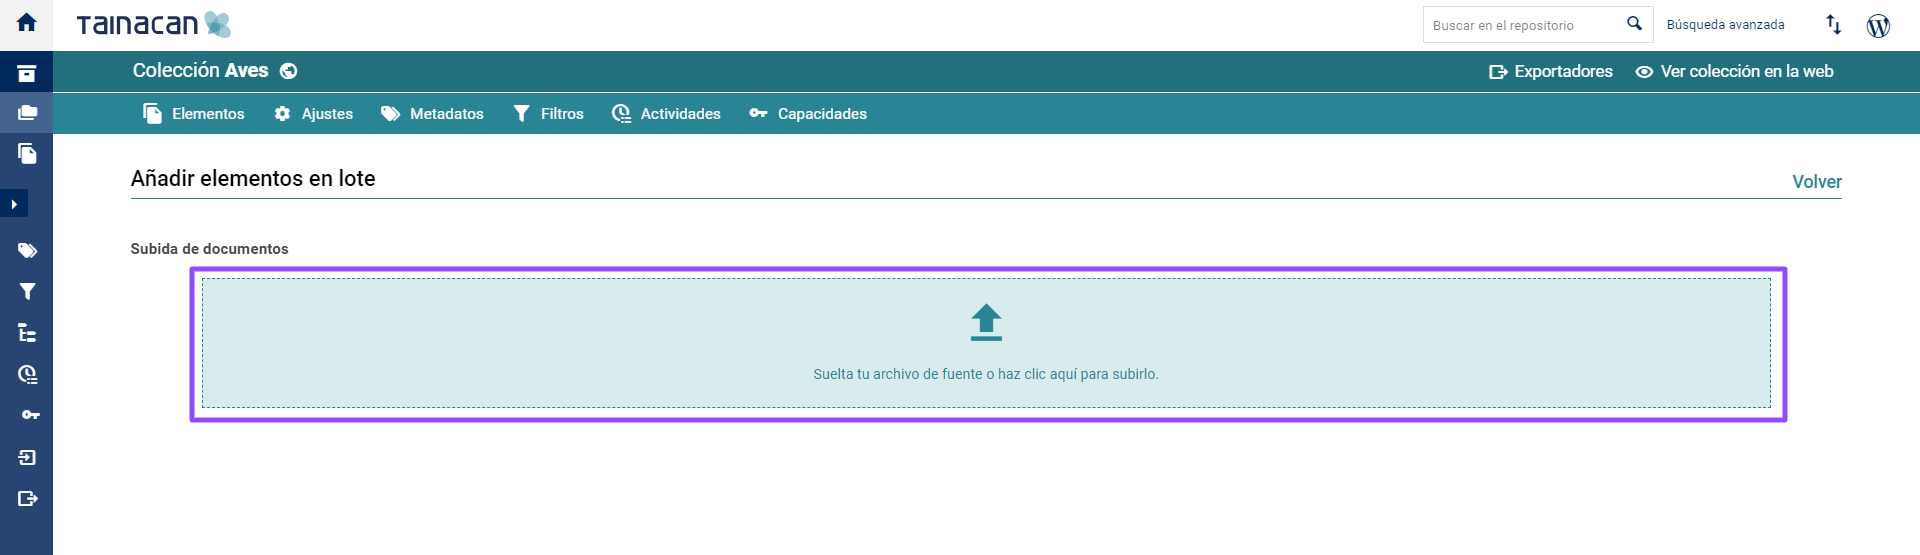 Tainacan
Buscar en el repositorio
Búsqueda avanzada
Colección Aves
Exportadores
Ver colección en la web
Elementos
Ajustes
Metadatos
Filtros
Actividades
Capacidades
Añadir elementos en lote
Volver
Subida de documentos
Suelta tu archivo de fuente o haz clic aquí para subirlo.